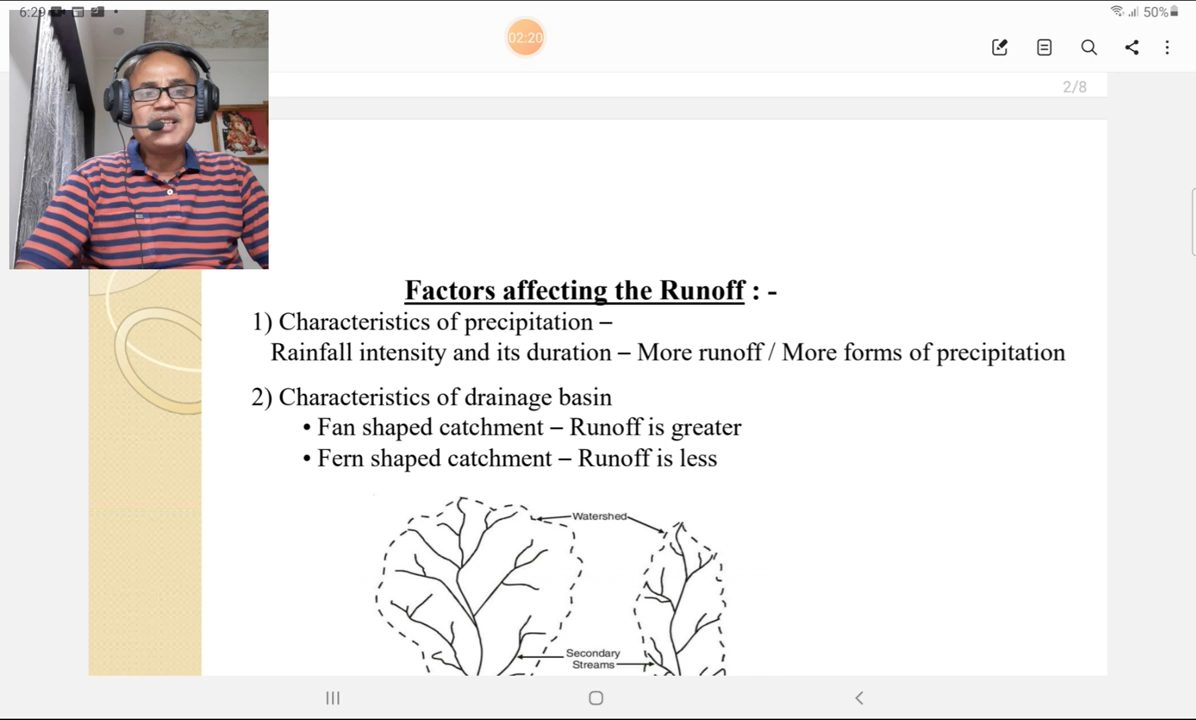 6:29
02:20
50%
2/8
Factors affecting the Runoff : -
1) Characteristics of precipitation –
Rainfall intensity and its duration – More runoff / More forms of precipitation
2) Characteristics of drainage basin
• Fan shaped catchment – Runoff is greater
• Fern shaped catchment – Runoff is less
Watershed
Secondary
Streams